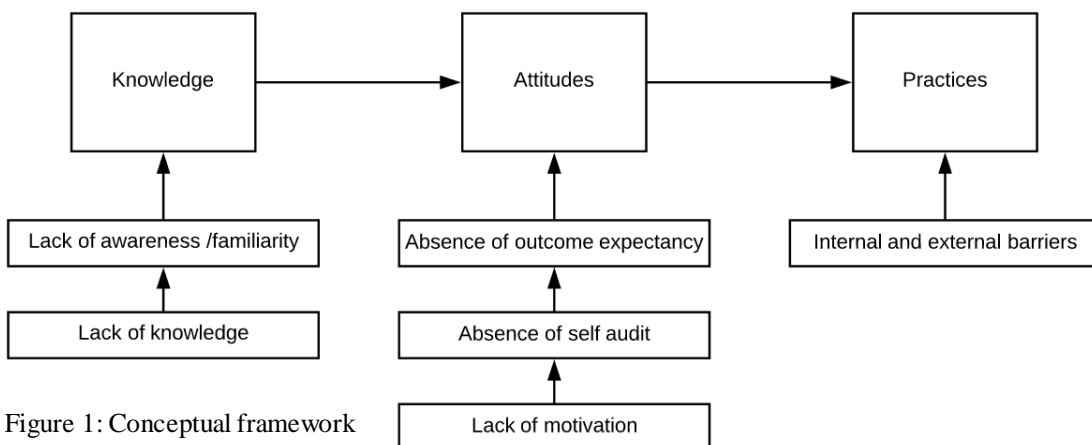 Knowledge
Attitudes
Practices
Lack of awareness /familiarity
Absence of outcome expectancy
Internal and external barriers
Lack of knowledge
Absence of self audit
Lack of motivation
Figure 1: Conceptual framework